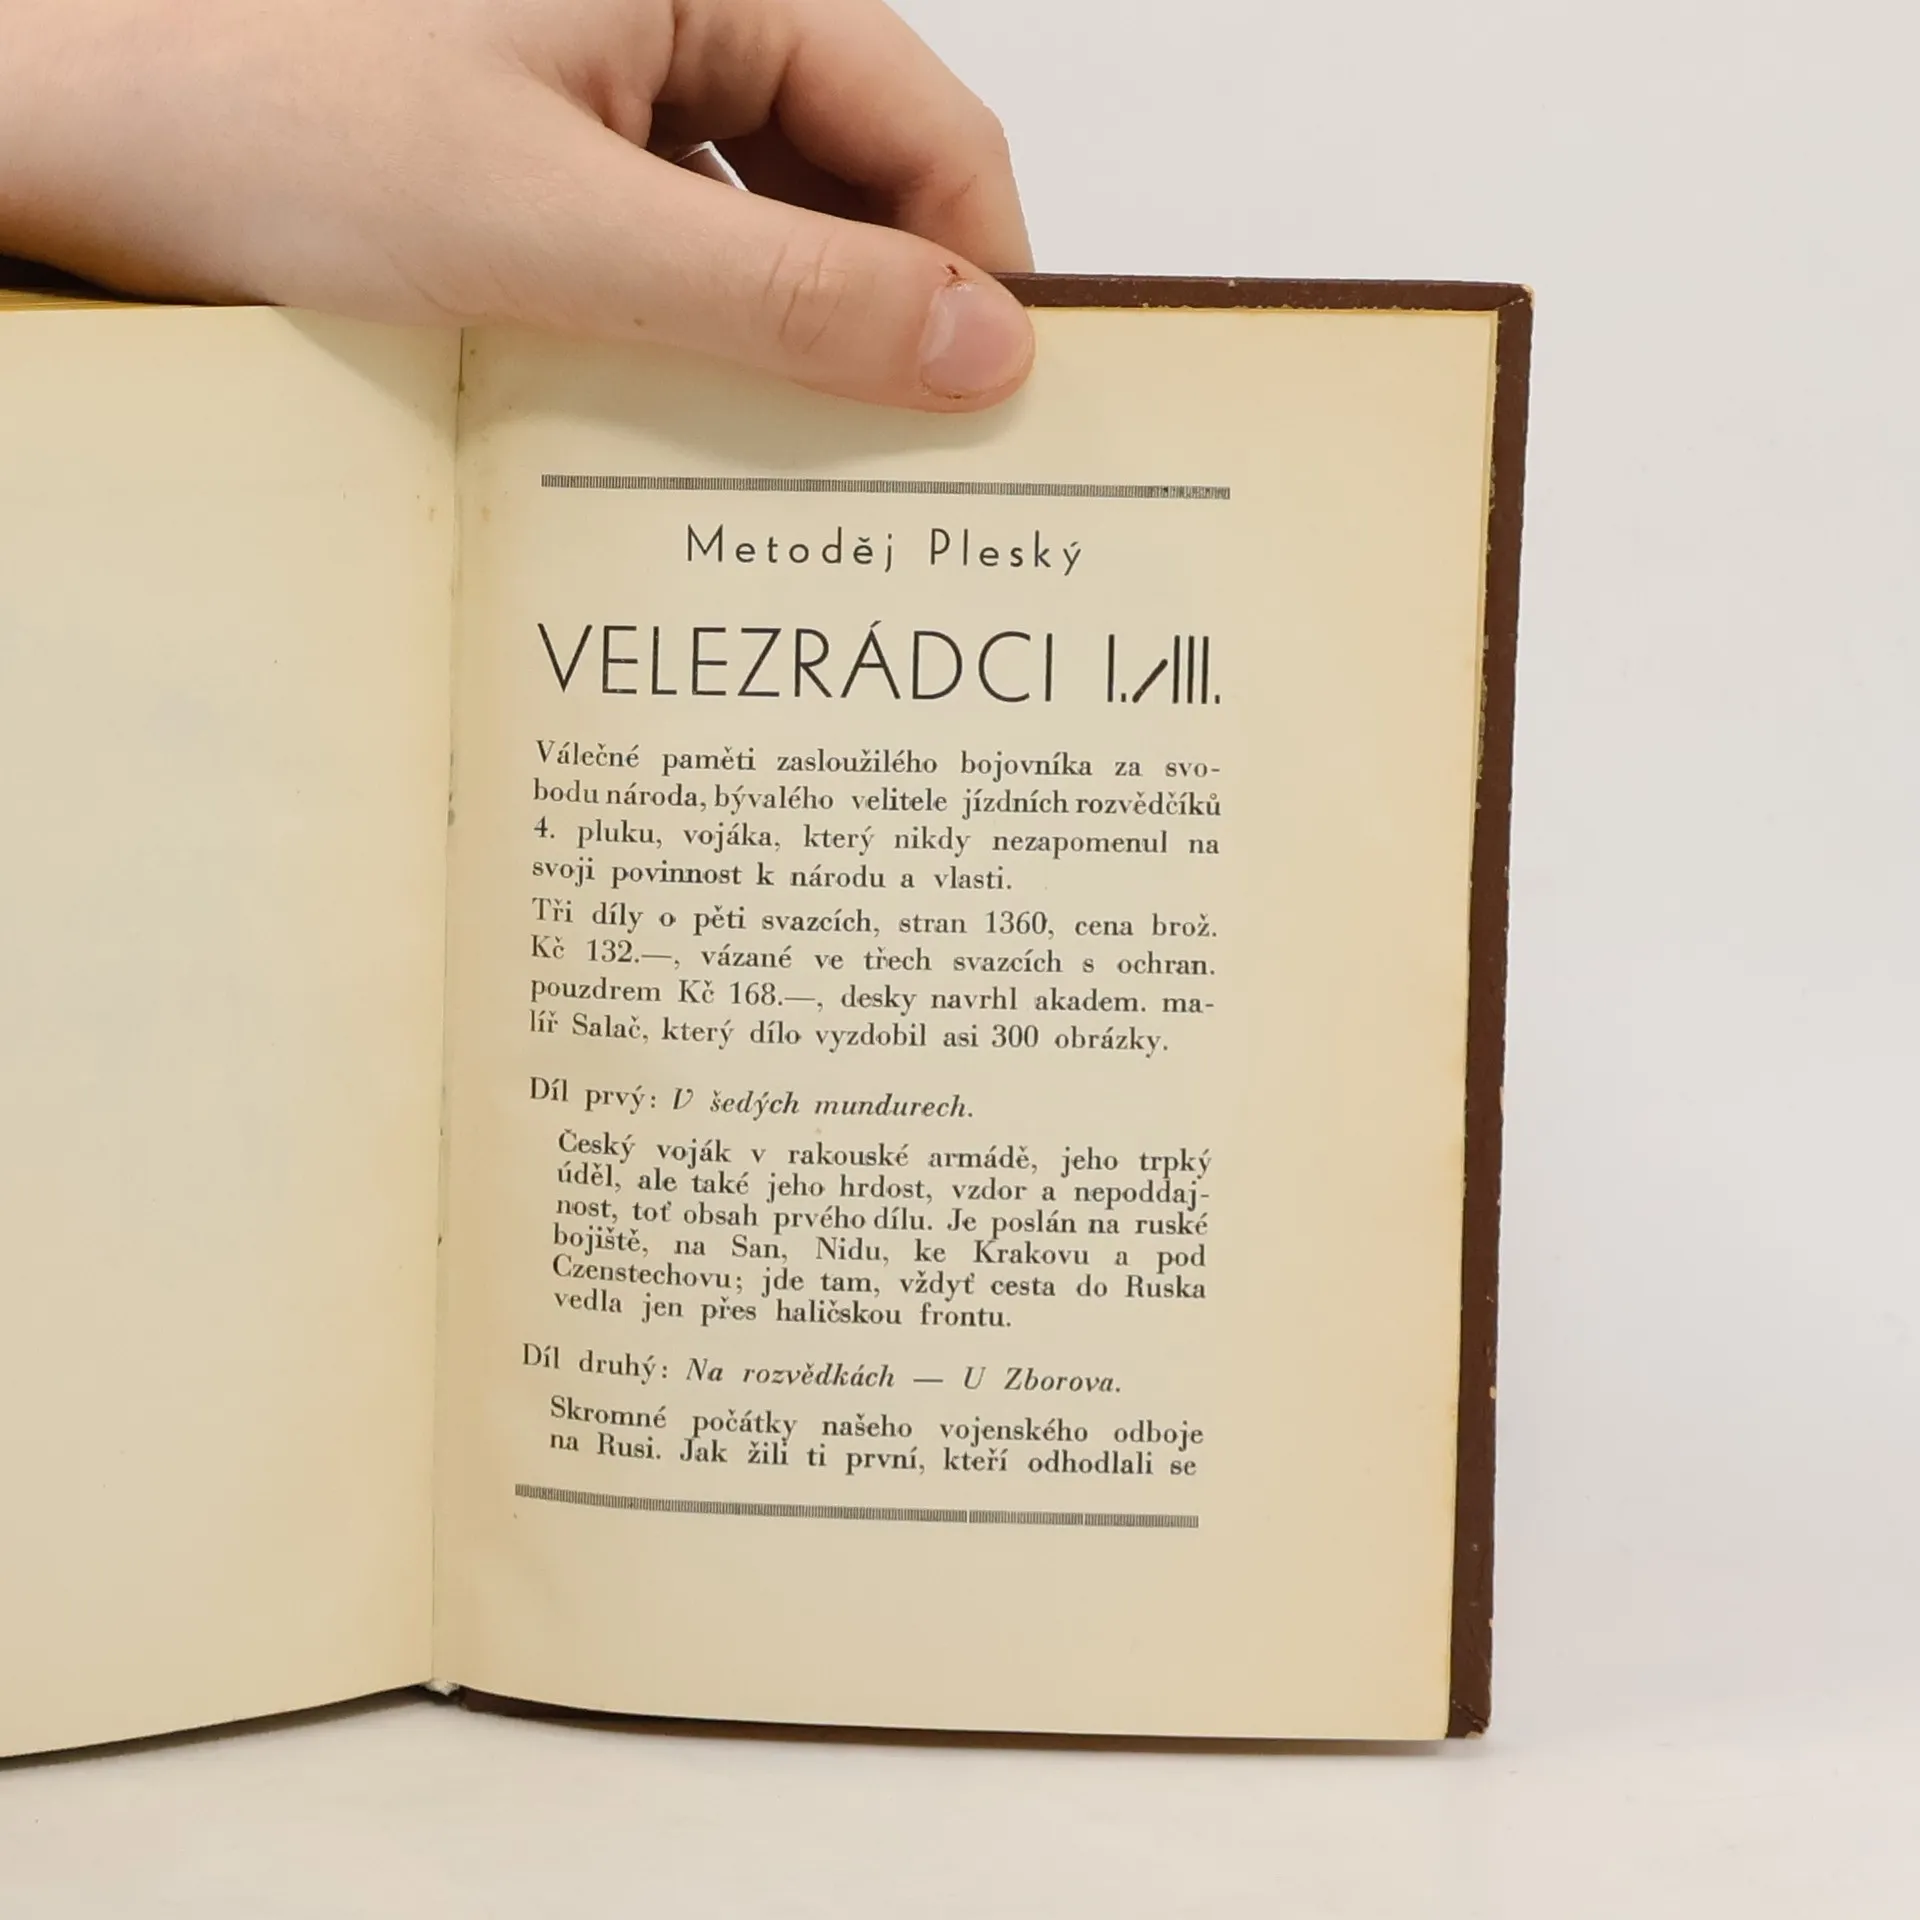 Metoděj Pleský
VELEZRÁDCI I./III.
Válečné paměti zasloužilého bojovníka za svo-
bodu národa, bývalého velitele jízdních rozvědčíků
4. pluku, vojáka, který nikdy nezapomenul na
svoji povinnost k národu a vlasti.
Tři díly o pěti svazcích, stran 1360, cena brož.
Kč 132.—, vázané ve třech svazcích s ochran.
pouzdrem Kč 168.—, desky navrhl akadem. ma-
líř Salač, který dílo vyzdobil asi 300 obrázky.
Díl prvý: V šedých mundurech.
Český voják v rakouské armádě, jeho trpký
úděl, ale také jeho hrdost, vzdor a nepoddaj-
nost, toť obsah prvého dílu. Je poslán na ruské
bojiště, na San, Nidu, ke Krakovu a pod
Czenstechovu; jde tam, vždyť cesta do Ruska
vedla jen přes haličskou frontu.
Díl druhý: Na rozvědkách — U Zborova.
Skromné počátky našeho vojenského odboje
na Rusi. Jak žili ti první, kteří odhodlali se